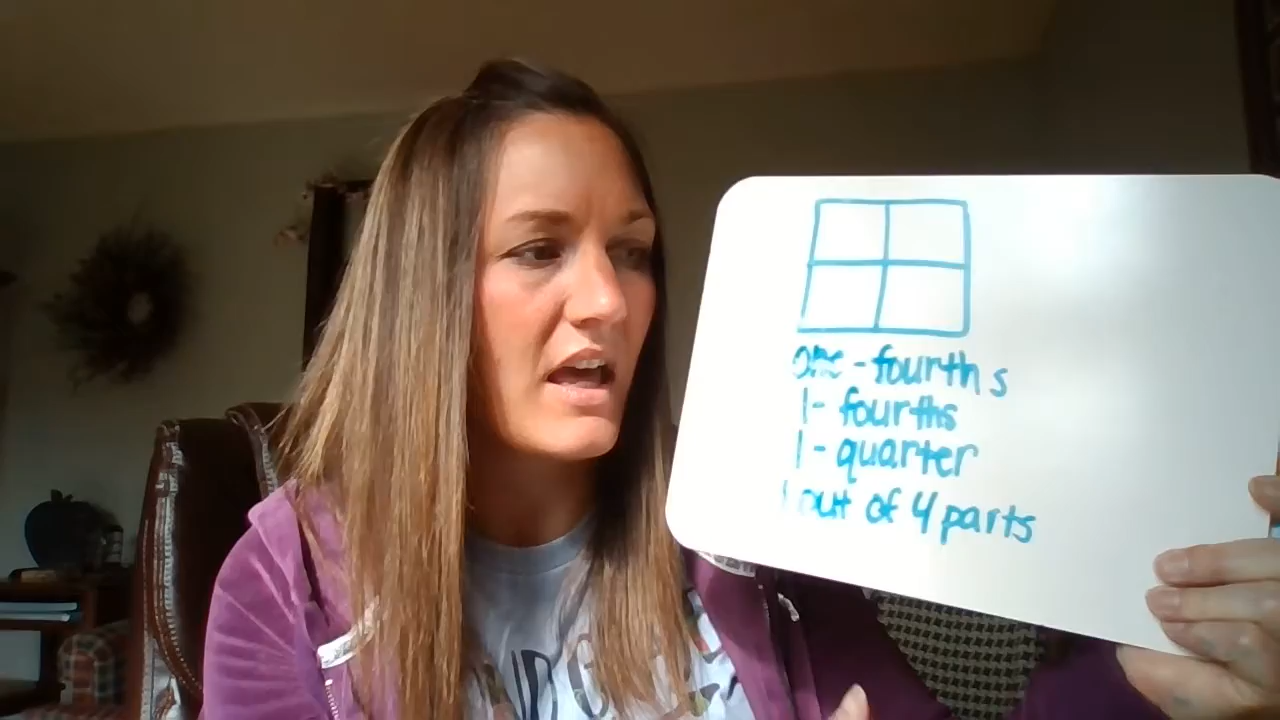 one-fourths
1-fourths
1-quarter
1 out of 4 parts